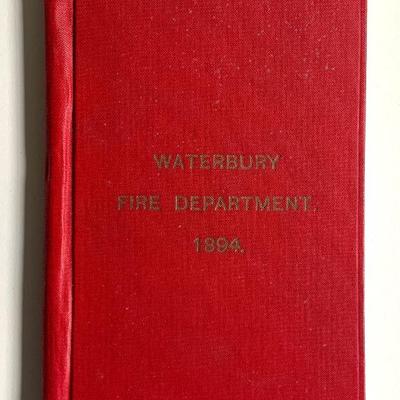 WATERBURY
FIRE DEPARTMENT.
1894.